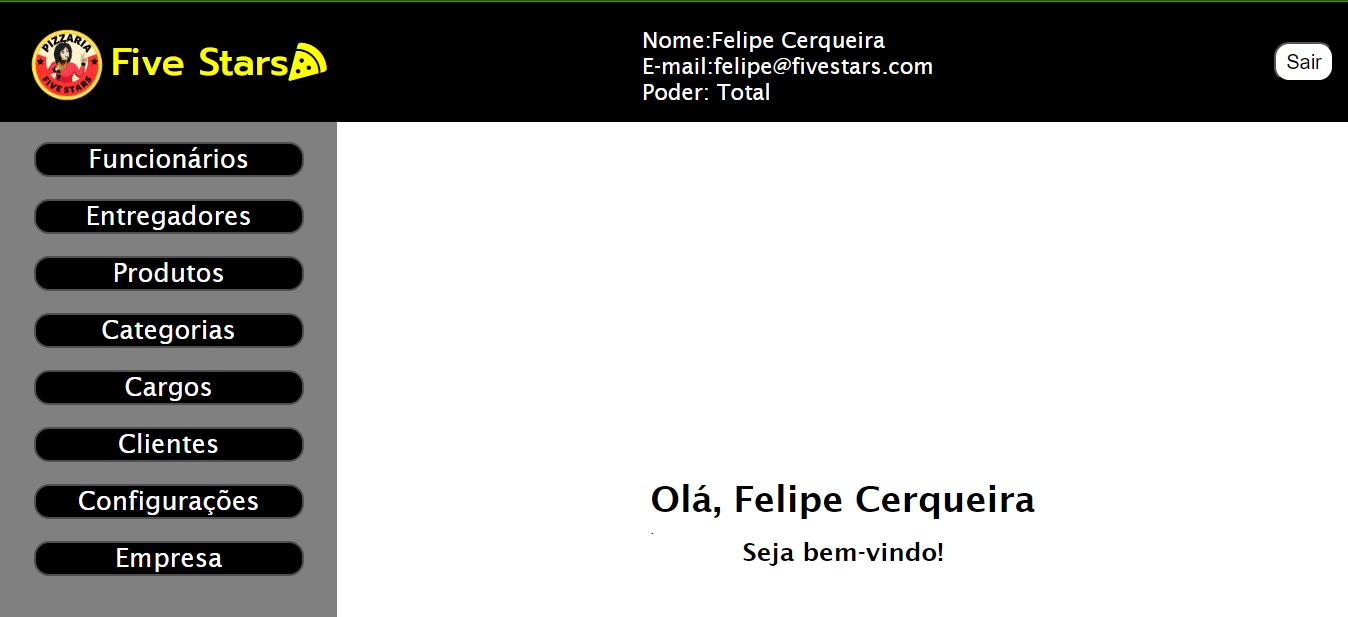 PIZZARIA
FIVE STARS
Five Stars
Nome:Felipe Cerqueira
E-mail:felipe@fivestars.com
Poder: Total
Sair
Funcionários
Entregadores
Produtos
Categorias
Cargos
Clientes
Configurações
Empresa
Olá, Felipe Cerqueira
.
Seja bem-vindo!